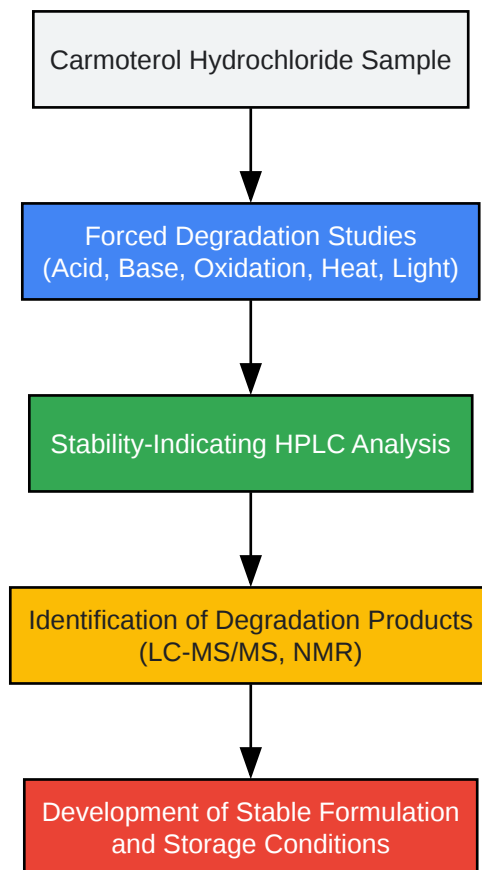 Carmoterol Hydrochloride Sample
Forced Degradation Studies
(Acid, Base, Oxidation, Heat, Light)
Stability-Indicating HPLC Analysis
Identification of Degradation Products
(LC-MS/MS, NMR)
Development of Stable Formulation
and Storage Conditions